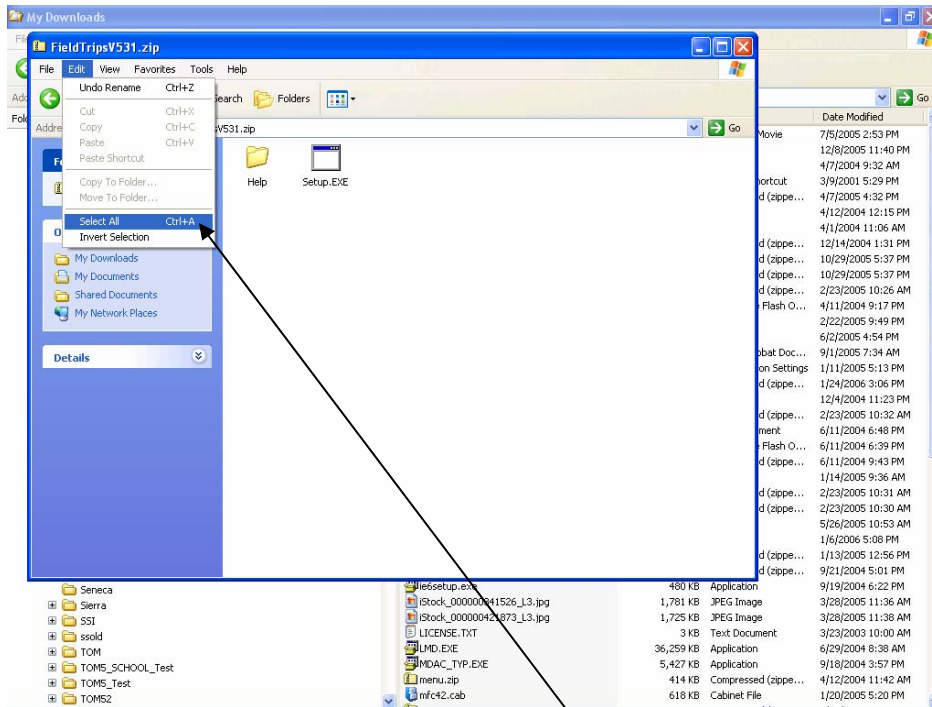 My Downloads
FieldTripsV531.zip
File Edit View Favorites Tools Help
Undo Rename Ctrl+Z
Cut Ctrl+X
Copy Ctrl+C
Paste Ctrl+V
Paste Shortcut
Copy To Folder...
Move To Folder...
Select All Ctrl+A
Invert Selection
Folders
V531.zip
Go
Help
Setup.EXE
My Downloads
My Documents
Shared Documents
My Network Places
Details
Go
Date Modified
Movie 7/5/2005 2:53 PM
12/8/2005 11:40 PM
4/7/2004 9:32 AM
3/9/2001 5:29 PM
d (zippe... 4/7/2005 4:32 PM
4/12/2004 12:15 PM
4/1/2004 11:06 AM
d (zippe... 12/14/2004 1:31 PM
d (zippe... 10/29/2005 5:37 PM
d (zippe... 10/29/2005 5:37 PM
d (zippe... 2/23/2005 10:26 AM
Flash O... 4/11/2004 9:17 PM
2/22/2005 9:49 PM
6/2/2005 4:54 PM
obat Doc... 9/1/2005 7:34 AM
on Settings 1/11/2005 5:13 PM
d (zippe... 1/24/2006 3:06 PM
12/4/2004 11:23 PM
d (zippe... 2/23/2005 10:32 AM
ment 6/11/2004 6:48 PM
Flash O... 6/11/2004 6:39 PM
d (zippe... 6/11/2004 9:43 PM
1/14/2005 9:36 AM
d (zippe... 2/23/2005 10:31 AM
d (zippe... 2/23/2005 10:30 AM
5/26/2005 10:53 AM
1/6/2006 5:08 PM
d (zippe... 1/13/2005 12:56 PM
d (zippe... 9/21/2004 5:01 PM
Seneca
Sierra
SSI
ssold
TOM
TOM5_SCHOOL_Test
TOM5_Test
TOM52
ie6setup.exe 480 KB Application 9/19/2004 6:22 PM
iStock_000000341526_L3.jpg 1,781 KB JPEG Image 3/28/2005 11:36 AM
iStock_000000421873_L3.jpg 1,725 KB JPEG Image 3/28/2005 11:38 AM
LICENSE.TXT 3 KB Text Document 3/23/2003 10:00 AM
LMD.EXE 36,259 KB Application 6/29/2004 8:38 AM
MDAC_TYP.EXE 5,427 KB Application 9/18/2004 3:57 PM
menu.zip 414 KB Compressed (zippe... 4/12/2004 11:42 AM
mfc42.cab 618 KB Cabinet File 1/20/2005 5:20 PM